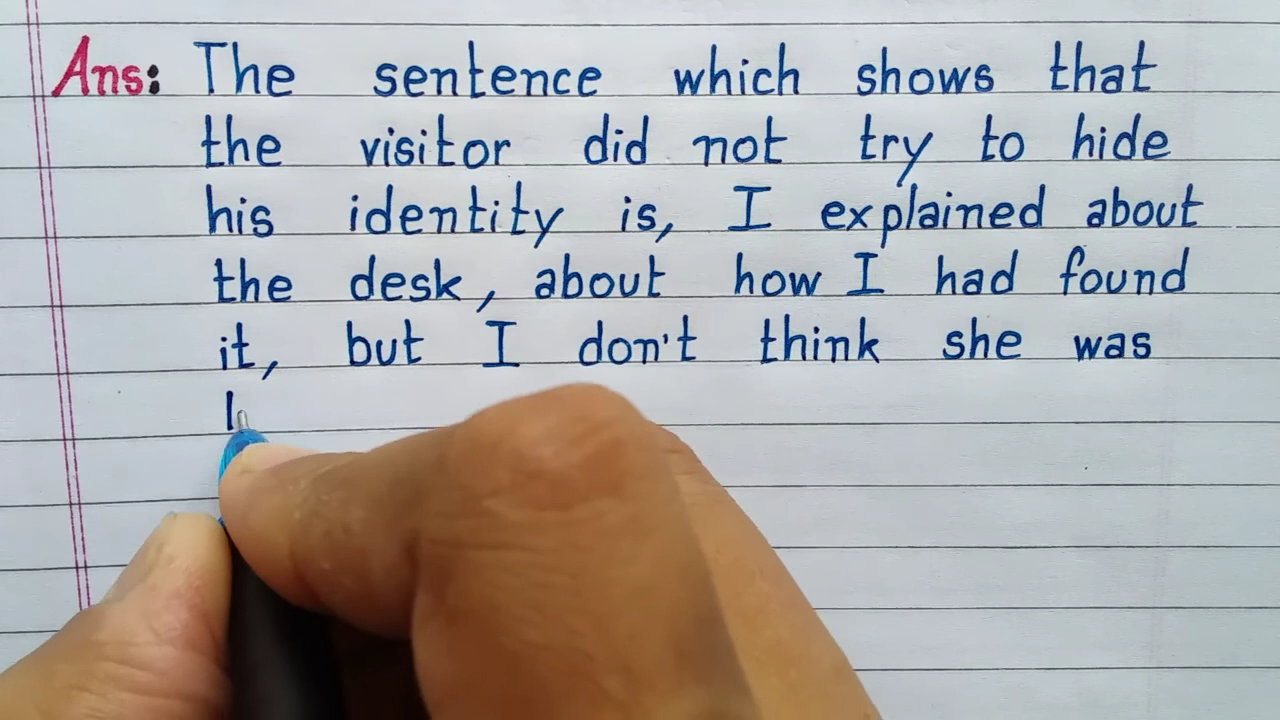 Ans: The sentence which shows that
the visitor did not try to hide
his identity is, I explained about
the desk, about how I had found
it, but I don't think she was